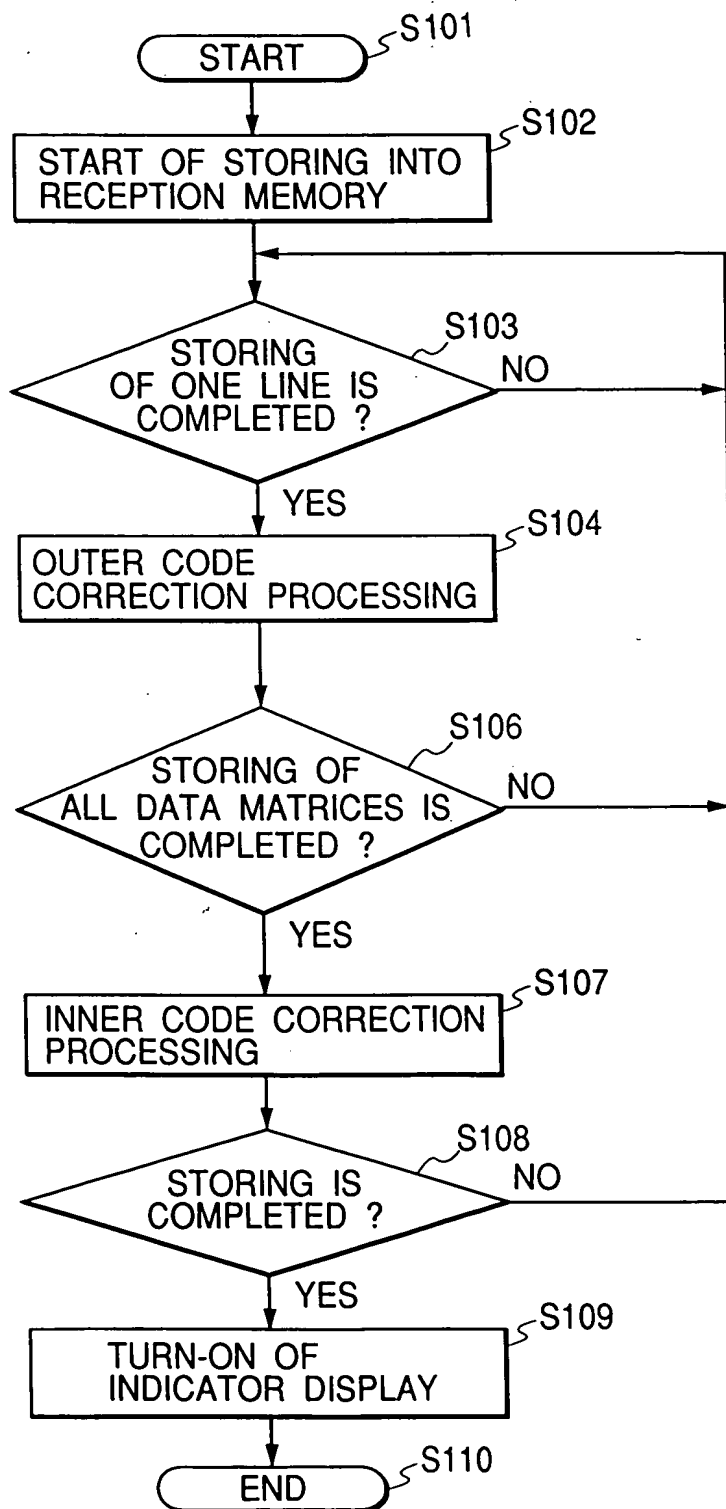 S101
START
S102
START OF STORING INTO
RECEPTION MEMORY
S103
STORING
OF ONE LINE IS
COMPLETED ?
NO
YES
S104
OUTER CODE
CORRECTION PROCESSING
S106
STORING OF
ALL DATA MATRICES IS
COMPLETED ?
NO
YES
S107
INNER CODE CORRECTION
PROCESSING
S108
STORING IS
COMPLETED ?
NO
YES
S109
TURN-ON OF
INDICATOR DISPLAY
S110
END